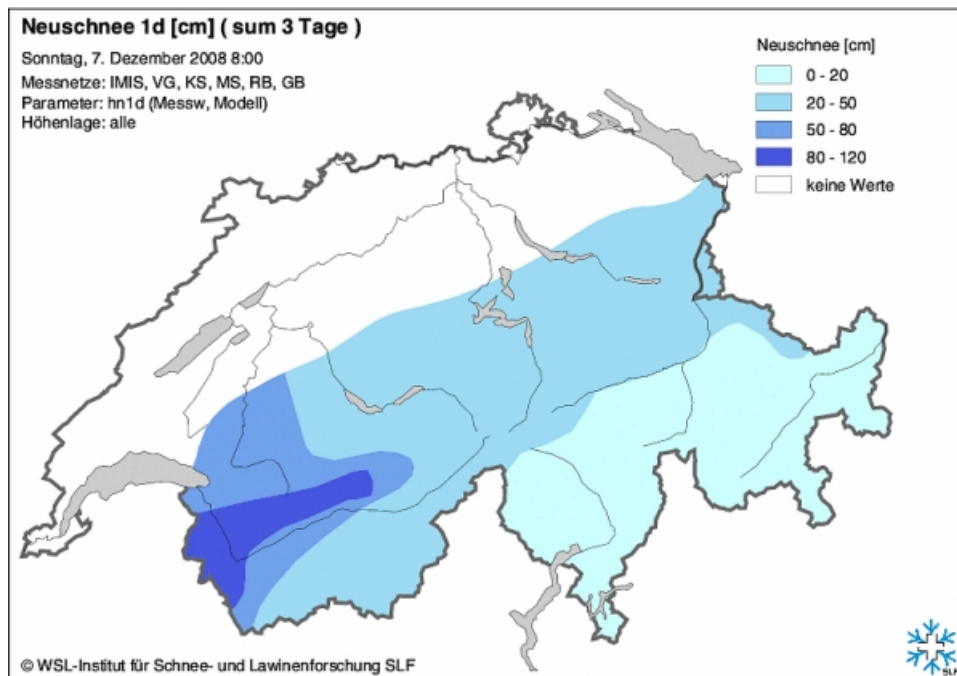 Neuschnee 1d [cm] ( sum 3 Tage )
Sonntag, 7. Dezember 2008 8:00
Messnetze: IMIS, VG, KS, MS, RB, GB
Parameter: hn1d (Messw, Modell)
Höhenlage: alle
Neuschnee [cm]
0 - 20
20 - 50
50 - 80
80 - 120
keine Werte
© WSL-Institut für Schnee- und Lawinenforschung SLF
SLF